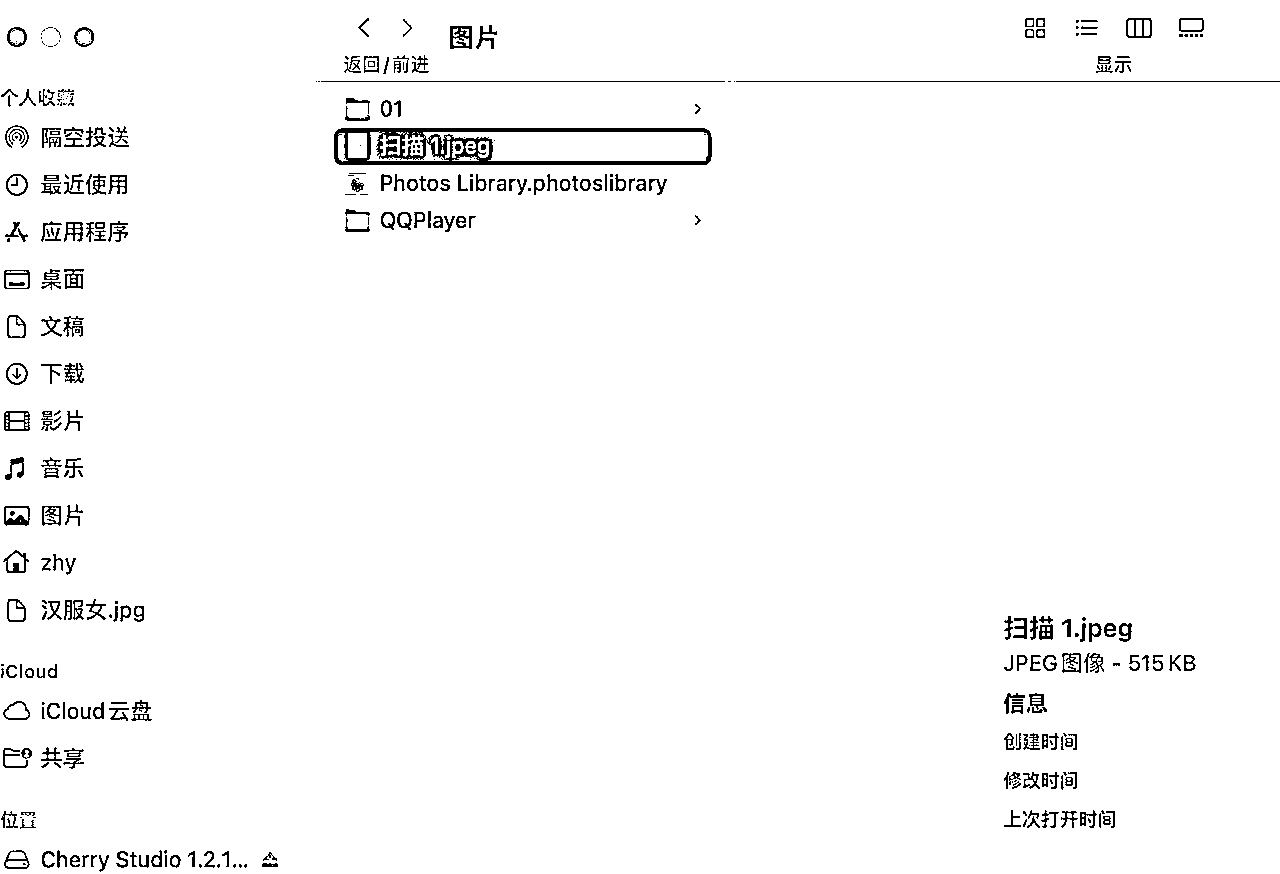 图片
返回/前进
显示
个人收藏
隔空投送
最近使用
应用程序
桌面
文稿
下载
影片
音乐
图片
zhy
汉服女.jpg
iCloud
iCloud云盘
共享
位置
Cherry Studio 1.2.1...
01
扫描 1.jpeg
Photos Library.photoslibrary
QQPlayer
扫描 1.jpeg
JPEG图像 - 515 KB
信息
创建时间
修改时间
上次打开时间